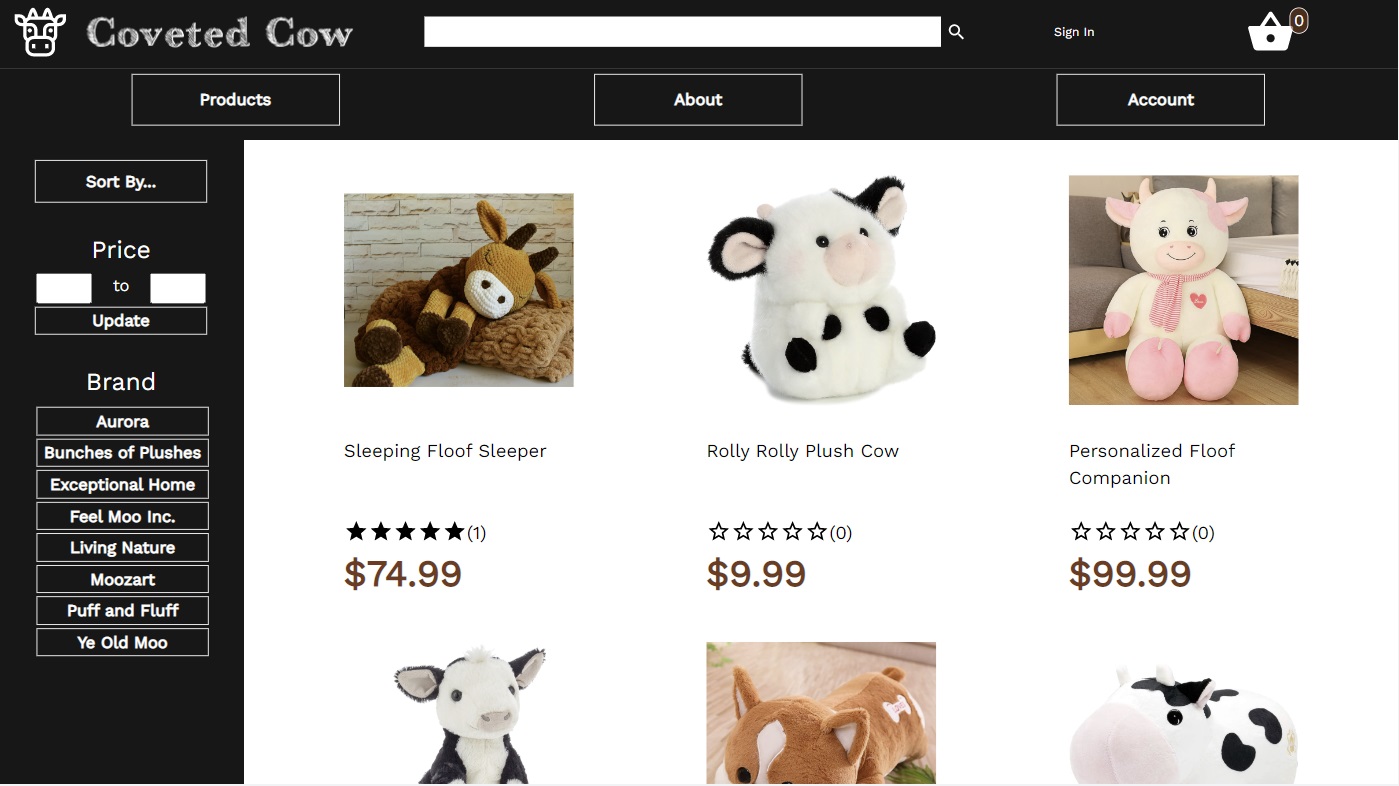 Coveted Cow
Sign In
0
Products
About
Account
Sort By...
Price
to
Update
Brand
Aurora
Bunches of Plushes
Exceptional Home
Feel Moo Inc.
Living Nature
Moozart
Puff and Fluff
Ye Old Moo
Sleeping Floof Sleeper
(1)
$74.99
Rolly Rolly Plush Cow
(0)
$9.99
Personalized Floof
Companion
(0)
$99.99